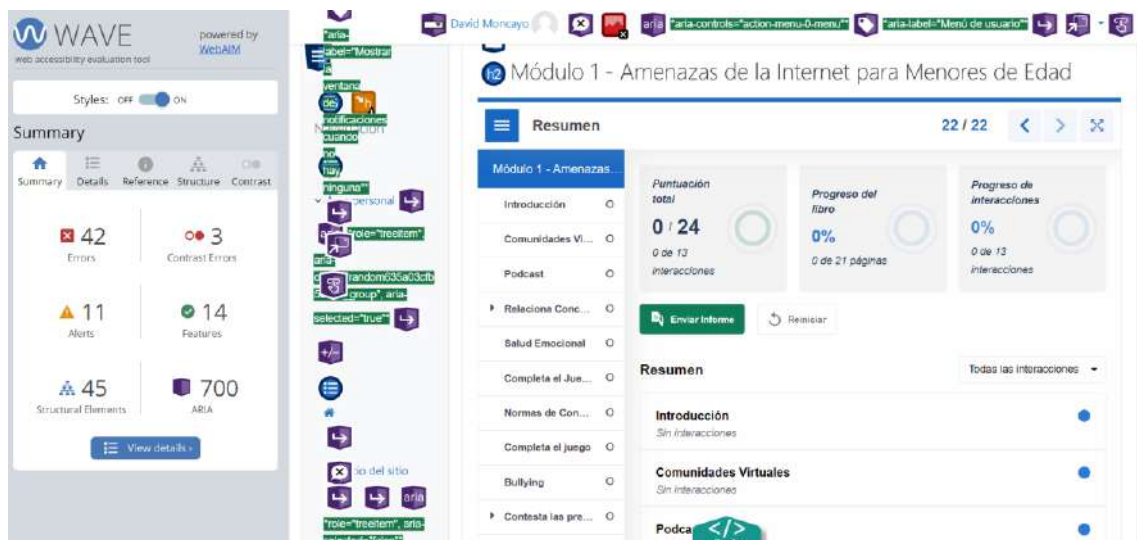 WAVE
powered by
WebAIM
web accessibility evaluation tool
Styles: OFF ON
Summary
Summary Details Reference Structure Contrast
42
Errors
3
Contrast Errors
11
Alerts
14
Features
45
Structural Elements
700
ARIA
View details ›
"aria-
label="Mostrar
ventana
de
notificaciones
cuando
no
hay
ninguna""
personal
"role="treeitem",
aria-
selected="true""
io del sitio
aria
"role="treeitem", aria-
David Moncayo
aria
"aria-controls="action-menu-0-menu""
"aria-label="Menú de usuario""
h2 Módulo 1 - Amenazas de la Internet para Menores de Edad
Resumen
22 / 22
Módulo 1 - Amenazas...
Introducción
Comunidades Vi...
Podcast
Relaciona Conc...
Salud Emocional
Completa el Jue...
Normas de Con...
Completa el juego
Bullying
Contesta las pre...
Puntuación
total
0 / 24
0 de 13
interacciones
Progreso del
libro
0%
0 de 21 páginas
Progreso de
interacciones
0%
0 de 13
interacciones
Enviar Informe
Reiniciar
Resumen
Todas las interacciones
Introducción
Sin interacciones
Comunidades Virtuales
Sin interacciones
Podca
</>